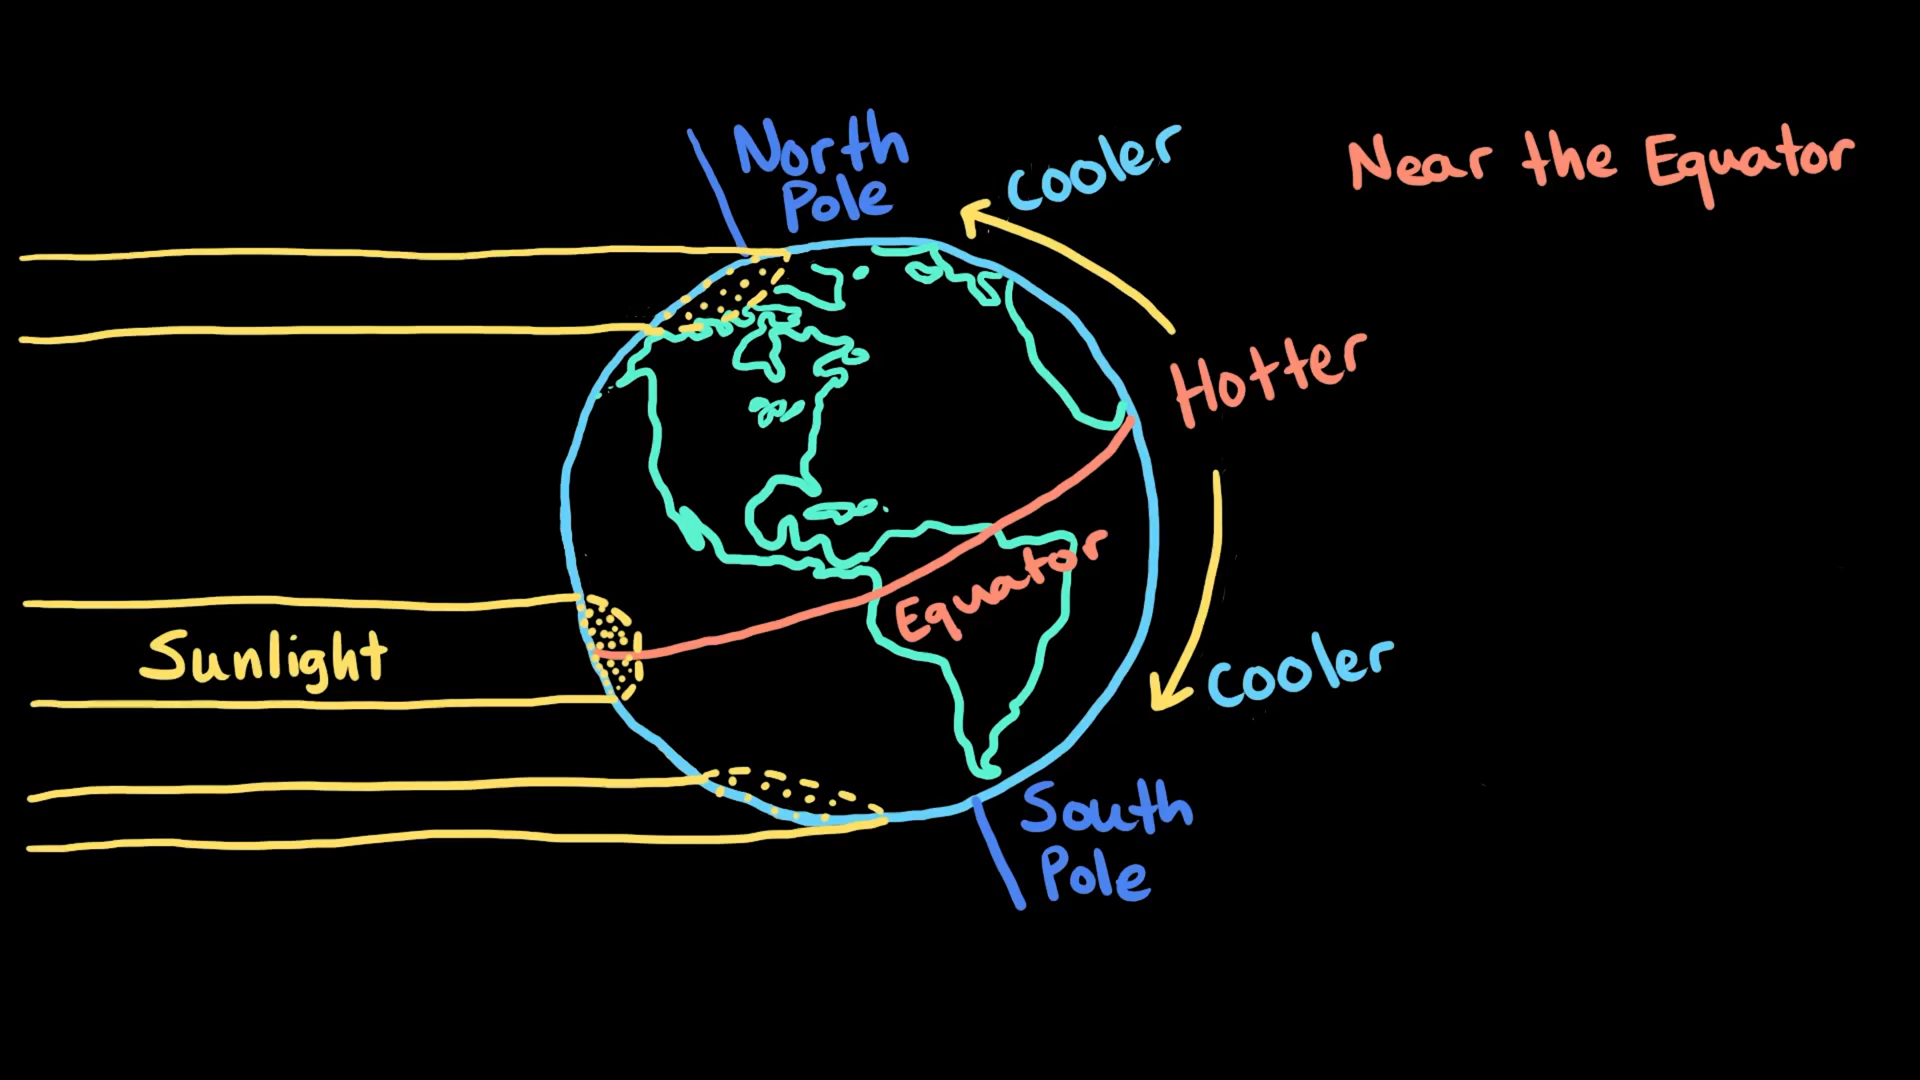 North
Pole
Cooler
Near the Equator
Hotter
Equator
Sunlight
Cooler
South
Pole